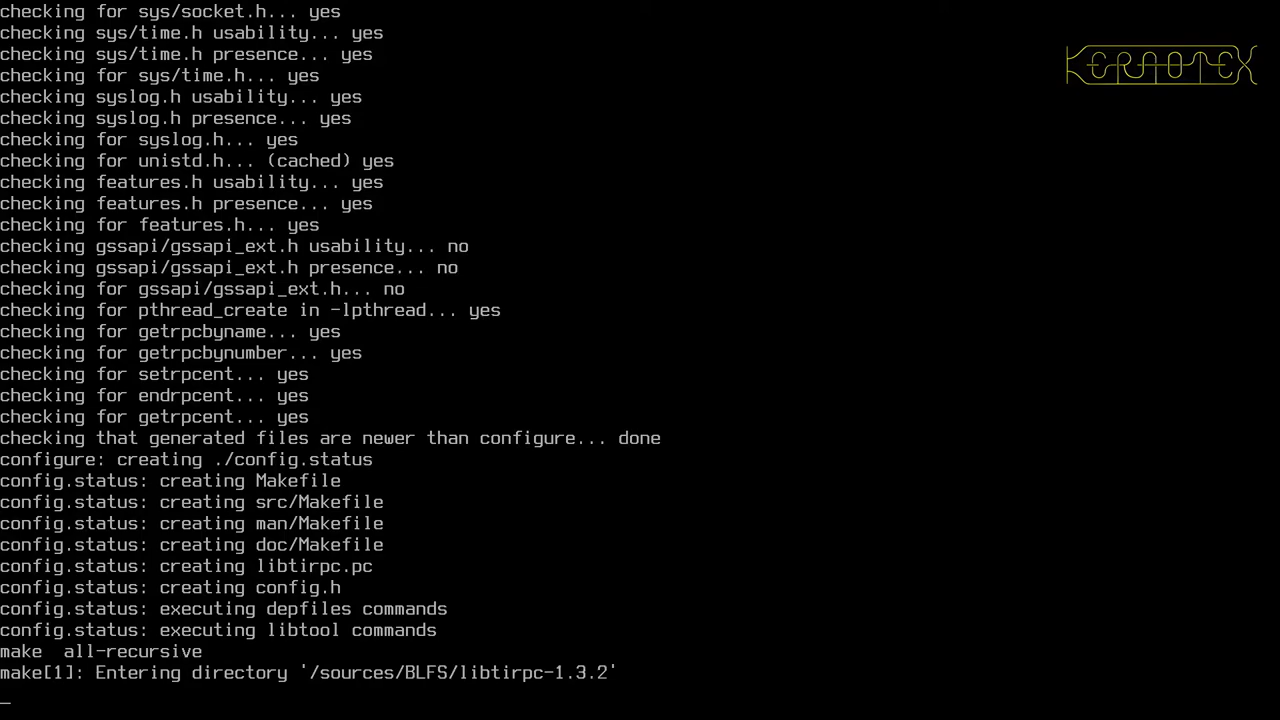 checking for sys/socket.h... yes
checking sys/time.h usability... yes
checking sys/time.h presence... yes
checking for sys/time.h... yes
checking syslog.h usability... yes
checking syslog.h presence... yes
checking for syslog.h... yes
checking for unistd.h... (cached) yes
checking features.h usability... yes
checking features.h presence... yes
checking for features.h... yes
checking gssapi/gssapi_ext.h usability... no
checking gssapi/gssapi_ext.h presence... no
checking for gssapi/gssapi_ext.h... no
checking for pthread_create in -lpthread... yes
checking for getrpcbyname... yes
checking for getrpcbynumber... yes
checking for setrpcent... yes
checking for endrpcent... yes
checking for getrpcent... yes
checking that generated files are newer than configure... done
configure: creating ./config.status
config.status: creating Makefile
config.status: creating src/Makefile
config.status: creating man/Makefile
config.status: creating doc/Makefile
config.status: creating libtirpc.pc
config.status: creating config.h
config.status: executing depfiles commands
config.status: executing libtool commands
make  all-recursive
make[1]: Entering directory '/sources/BLFS/libtirpc-1.3.2'